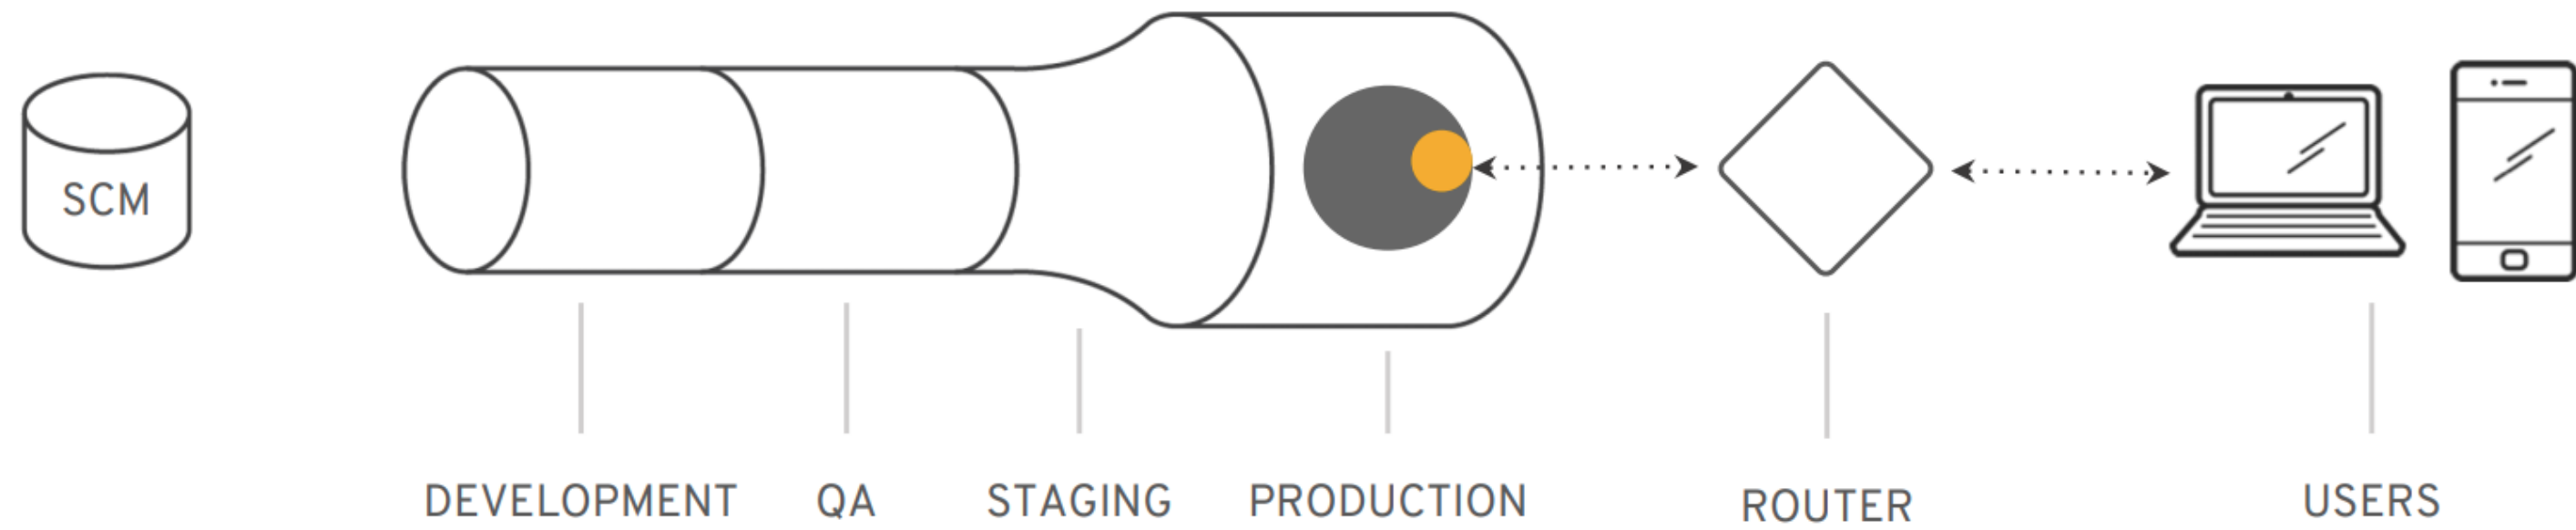 SCM
DEVELOPMENT QA STAGING PRODUCTION ROUTER USERS